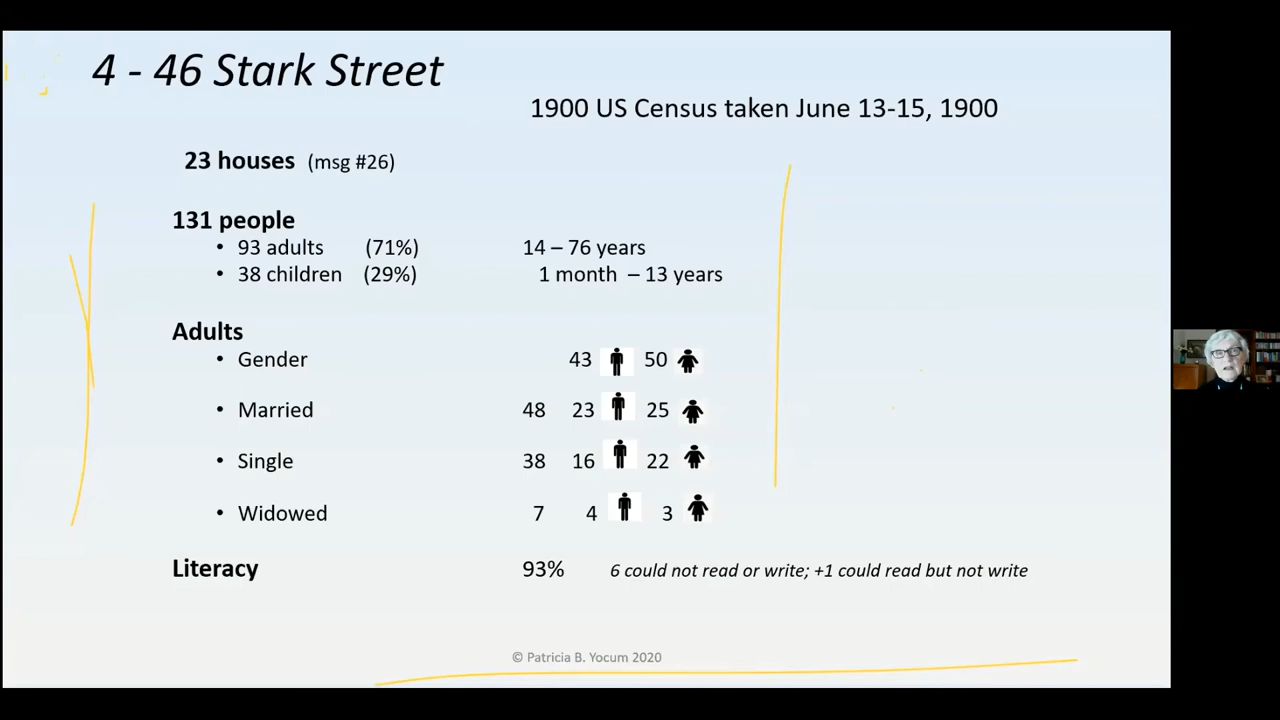 4 - 46 Stark Street
1900 US Census taken June 13-15, 1900
23 houses (msg #26)
131 people
• 93 adults (71%) 14 – 76 years
• 38 children (29%) 1 month – 13 years
Adults
• Gender 43 50
• Married 48 23 25
• Single 38 16 22
• Widowed 7 4 3
Literacy 93% 6 could not read or write; +1 could read but not write
© Patricia B. Yocum 2020